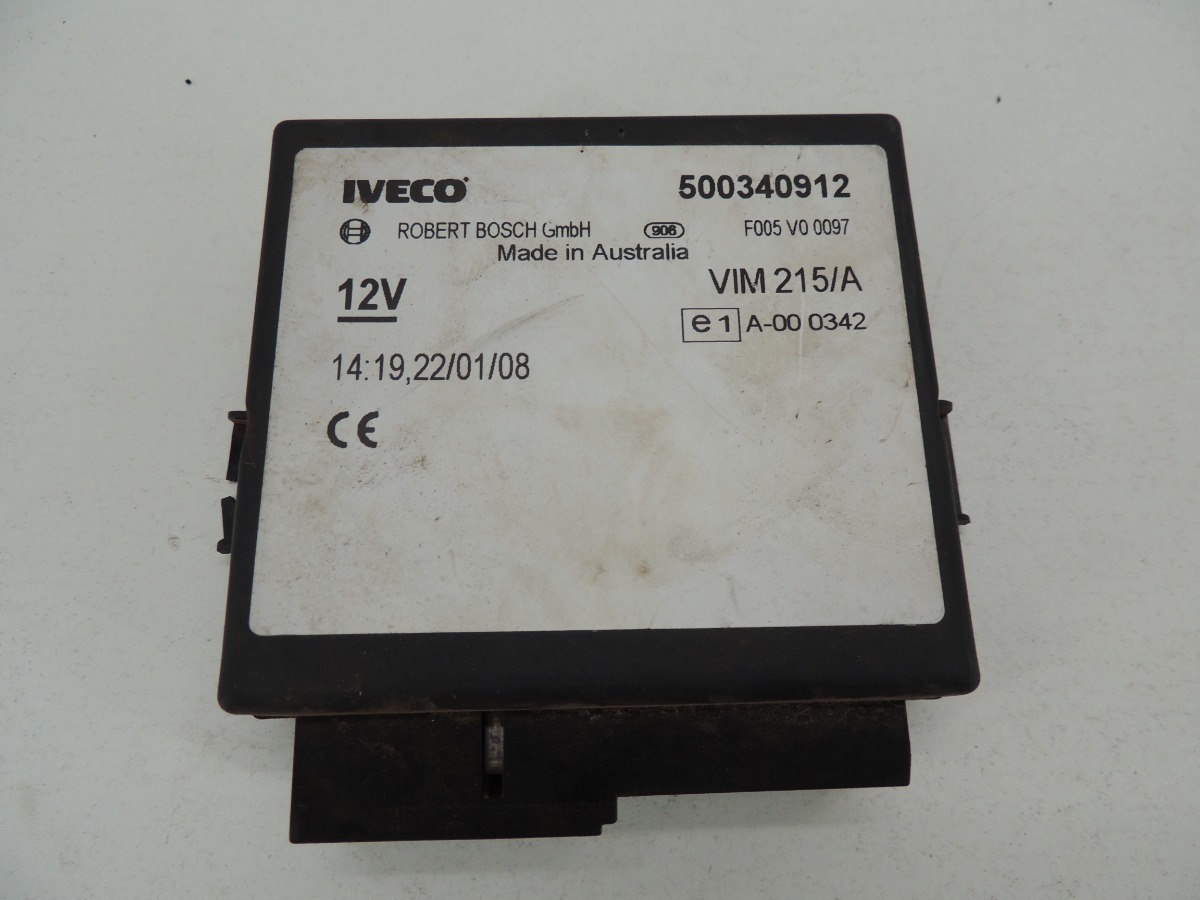 IVECO 500340912
ROBERT BOSCH GmbH 906 F005 V0 0097
Made in Australia
12V VIM 215/A
e1 A-00 0342
14:19,22/01/08
CE